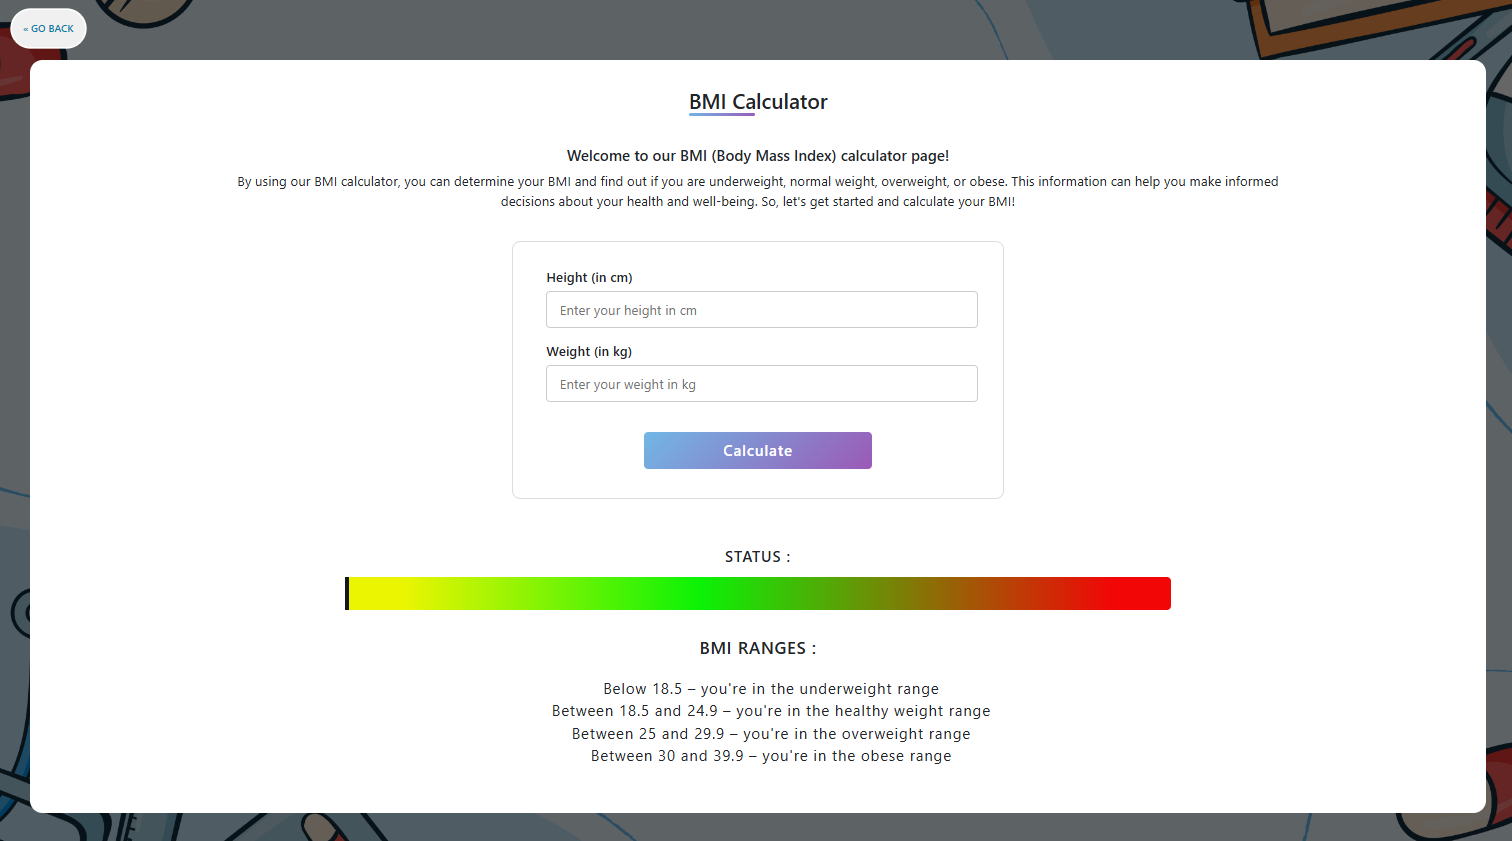 « GO BACK
BMI Calculator
Welcome to our BMI (Body Mass Index) calculator page!
By using our BMI calculator, you can determine your BMI and find out if you are underweight, normal weight, overweight, or obese. This information can help you make informed
decisions about your health and well-being. So, let's get started and calculate your BMI!
Height (in cm)
Enter your height in cm
Weight (in kg)
Enter your weight in kg
Calculate
STATUS :
BMI RANGES :
Below 18.5 – you're in the underweight range
Between 18.5 and 24.9 – you're in the healthy weight range
Between 25 and 29.9 – you're in the overweight range
Between 30 and 39.9 – you're in the obese range